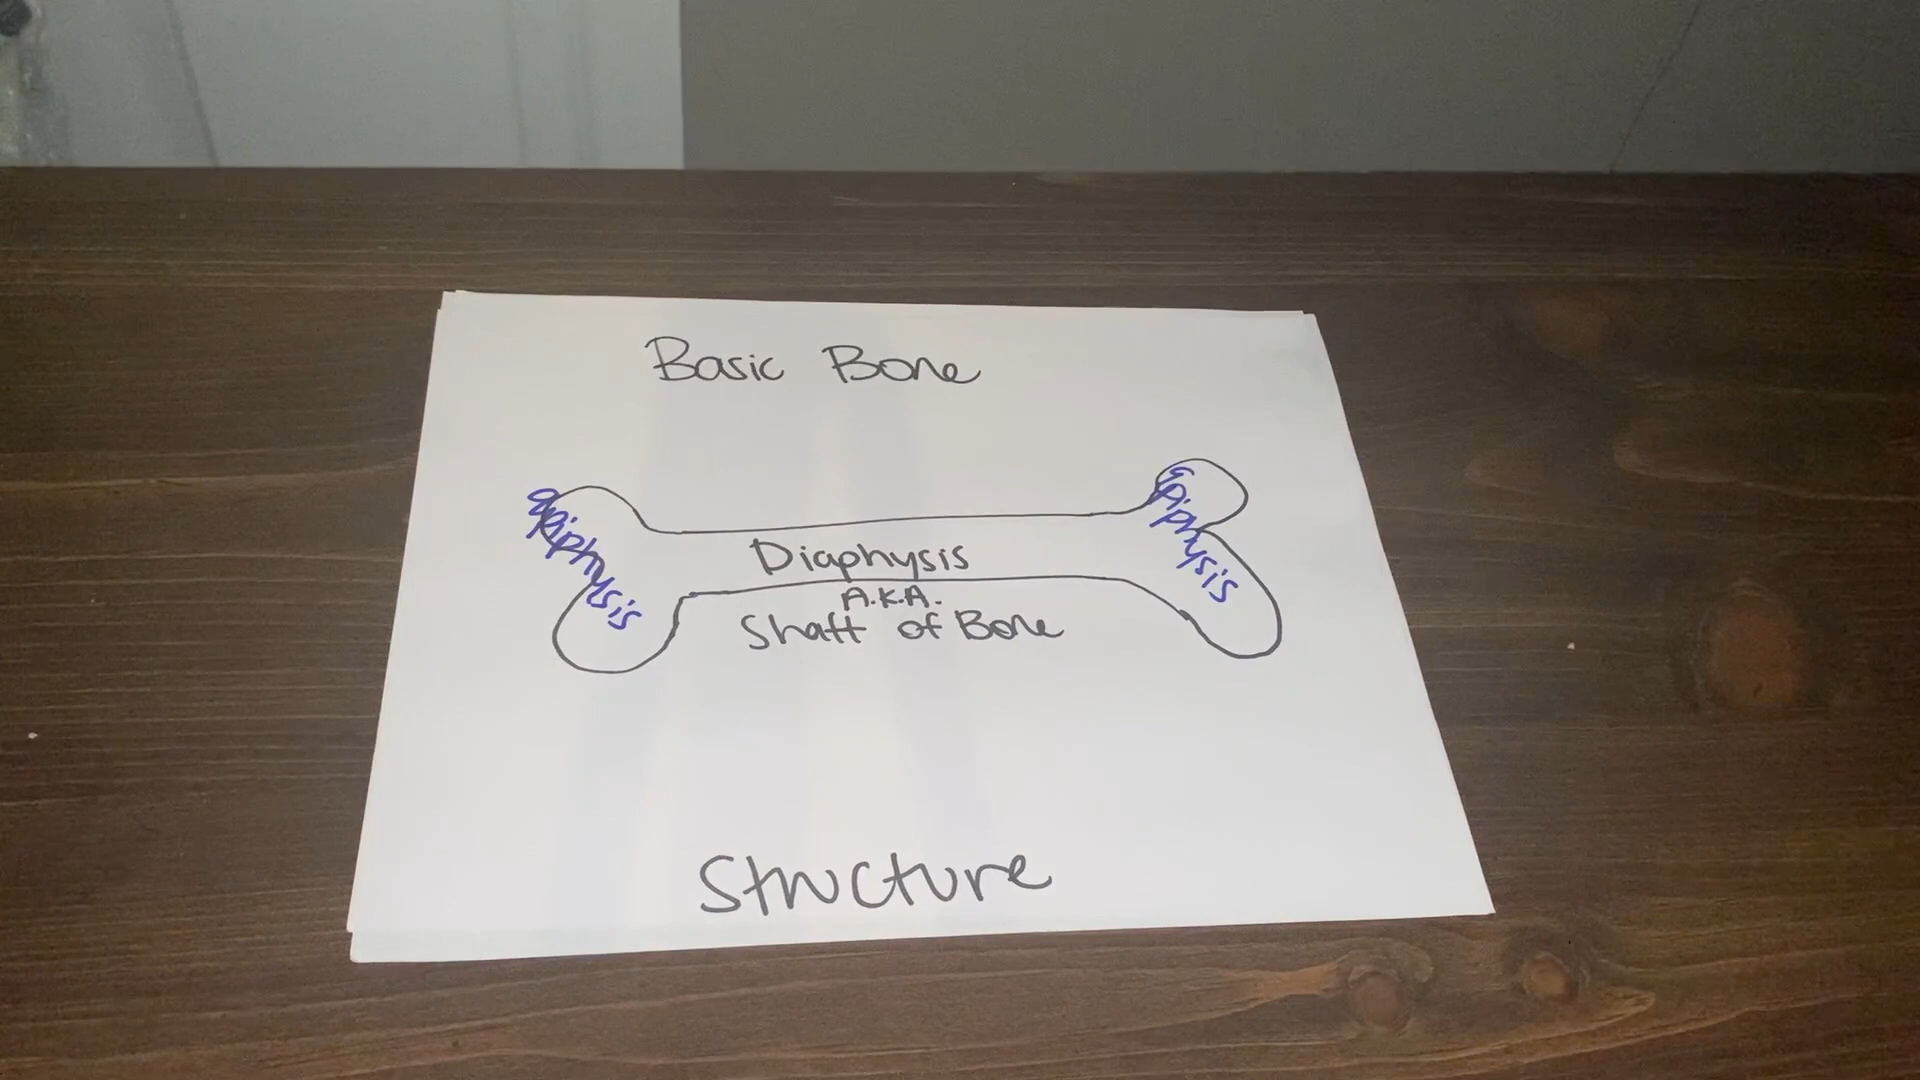 Basic Bone
epiphysis
epiphysis
Diaphysis
A.K.A.
Shaft of Bone
Structure